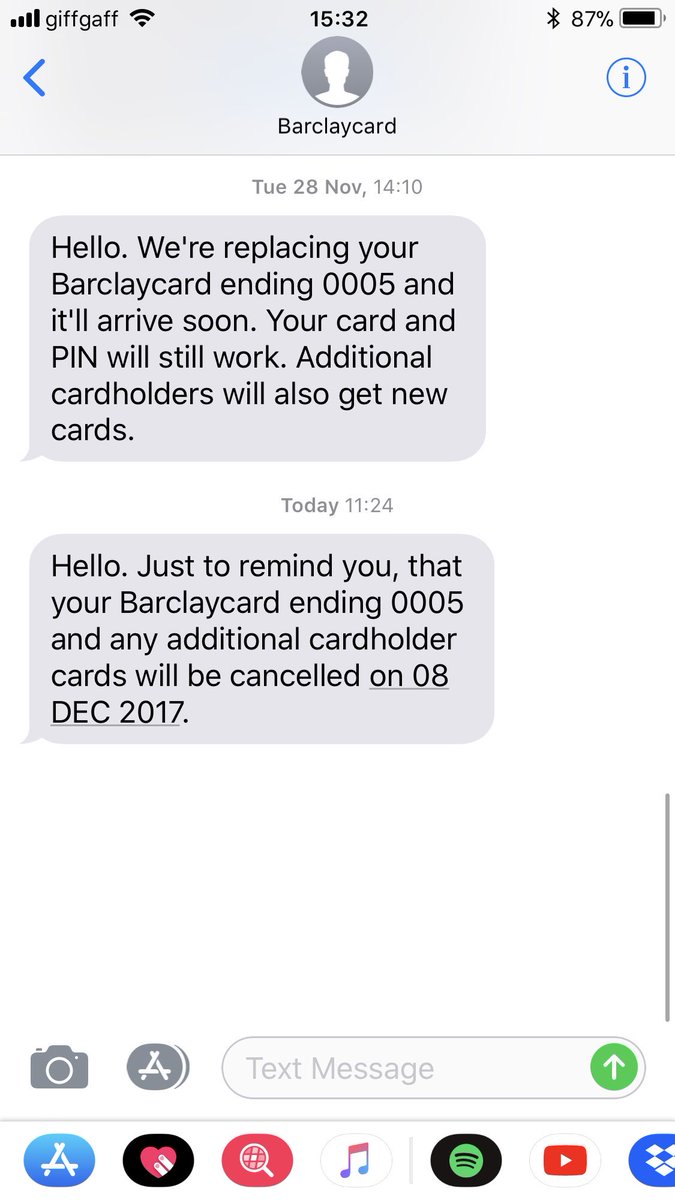 giffgaff 15:32 87%
Barclaycard
Tue 28 Nov, 14:10
Hello. We're replacing your
Barclaycard ending 0005 and
it'll arrive soon. Your card and
PIN will still work. Additional
cardholders will also get new
cards.
Today 11:24
Hello. Just to remind you, that
your Barclaycard ending 0005
and any additional cardholder
cards will be cancelled on 08
DEC 2017.
Text Message